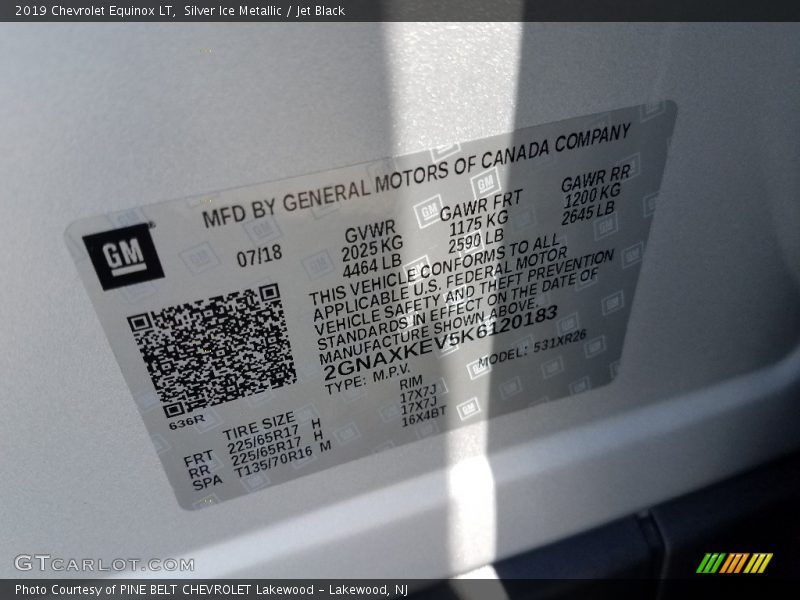 2019 Chevrolet Equinox LT,  Silver Ice Metallic / Jet Black
MFD BY GENERAL MOTORS OF CANADA COMPANY
GM
07/18
GVWR
2025 KG
4464 LB
GAWR FRT
1175 KG
2590 LB
GAWR RR
1200 KG
2645 LB
THIS VEHICLE CONFORMS TO ALL
APPLICABLE U.S. FEDERAL MOTOR
VEHICLE SAFETY AND THEFT PREVENTION
STANDARDS IN EFFECT ON THE DATE OF
MANUFACTURE SHOWN ABOVE.
2GNAXKEV5K6120183
TYPE: M.P.V. MODEL: 531XR26
636R
TIRE SIZE RIM
FRT 225/65R17 H 17X7J
RR 225/65R17 H 17X7J
SPA T135/70R16 M 16X4BT
GTCARLOT.COM
Photo Courtesy of PINE BELT CHEVROLET Lakewood - Lakewood, NJ